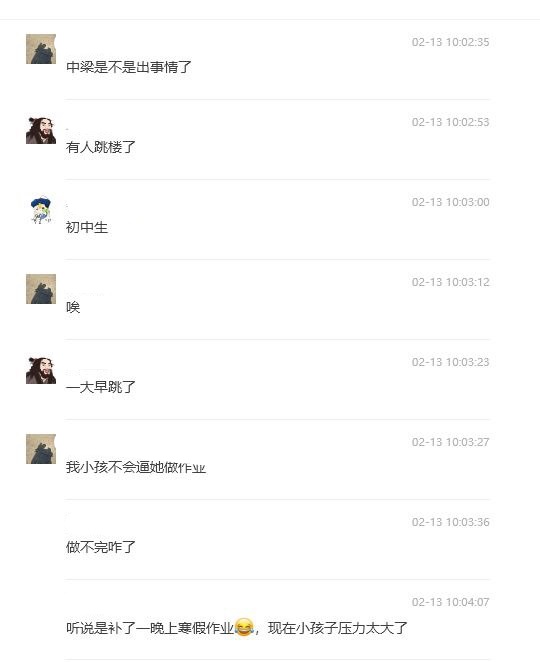 02-13 10:02:35
中梁是不是出事情了
02-13 10:02:53
有人跳楼了
02-13 10:03:00
初中生
02-13 10:03:12
唉
02-13 10:03:23
一大早跳了
02-13 10:03:27
我小孩不会逼她做作业
02-13 10:03:36
做不完咋了
02-13 10:04:07
听说是补了一晚上寒假作业😂，现在小孩子压力太大了